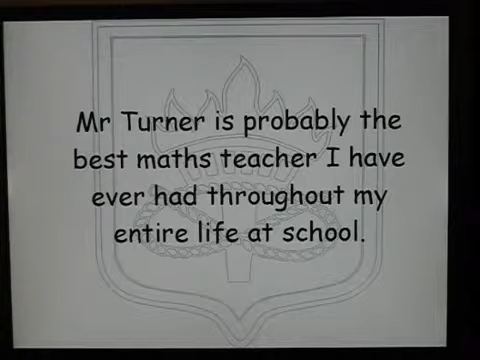 Mr Turner is probably the
best maths teacher I have
ever had throughout my
entire life at school.